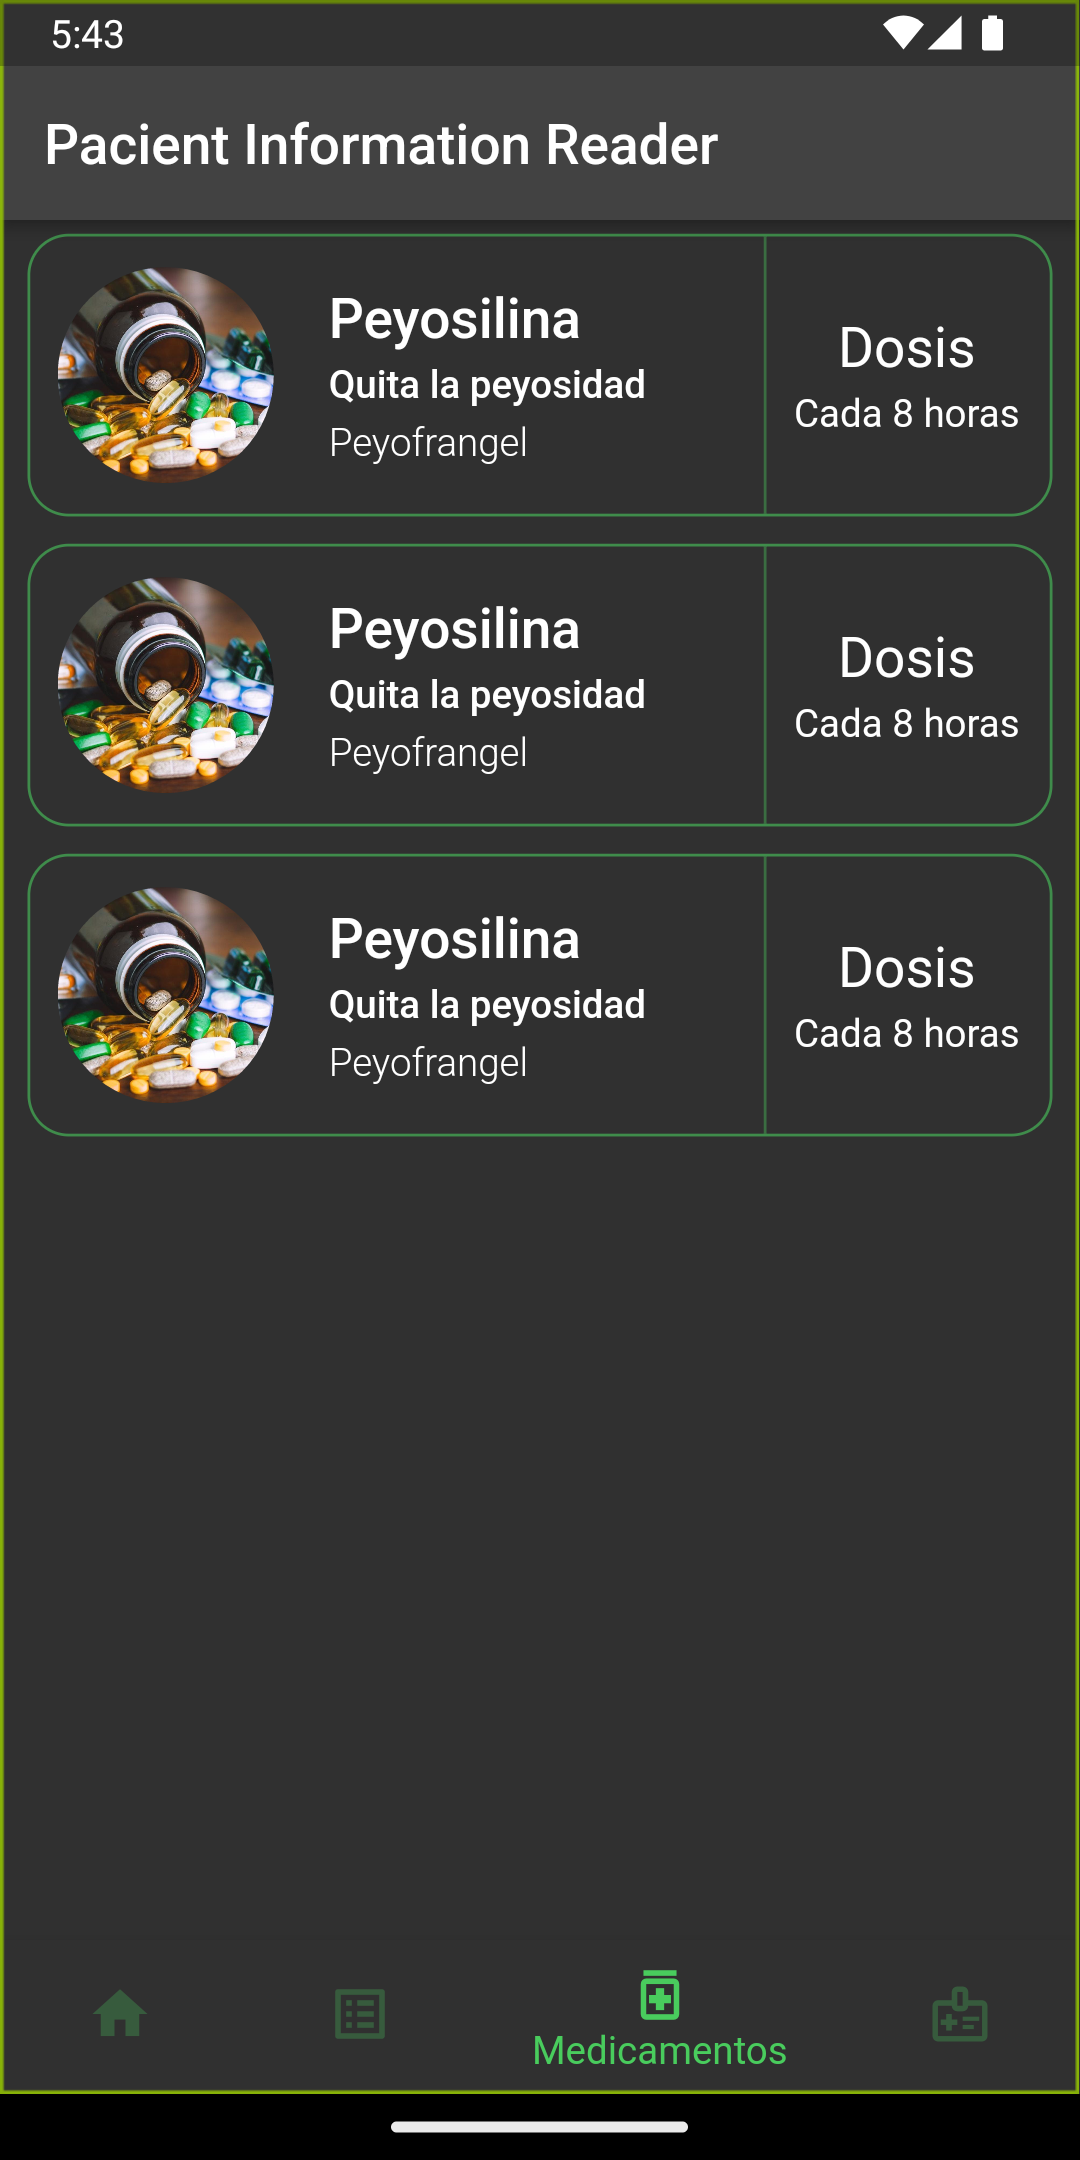 5:43
Pacient Information Reader
Peyosilina
Quita la peyosidad
Peyofrangel
Dosis
Cada 8 horas
Peyosilina
Quita la peyosidad
Peyofrangel
Dosis
Cada 8 horas
Peyosilina
Quita la peyosidad
Peyofrangel
Dosis
Cada 8 horas
Medicamentos